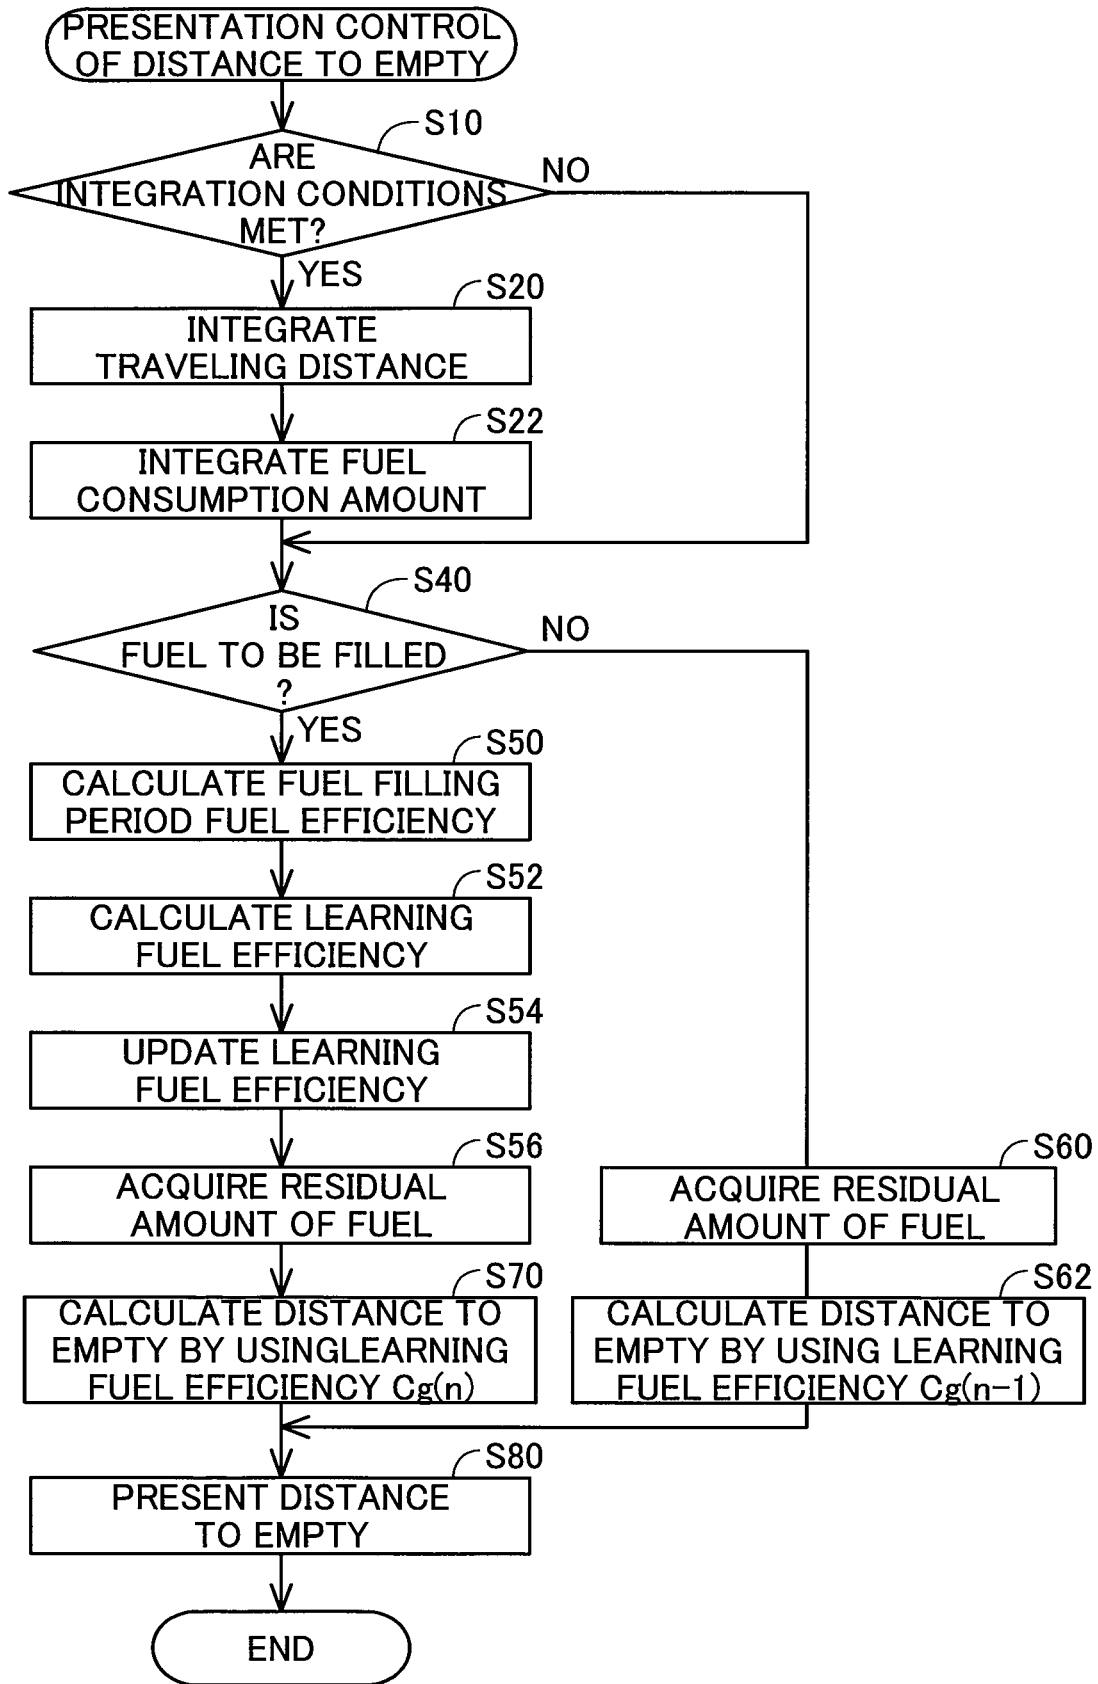 PRESENTATION CONTROL
OF DISTANCE TO EMPTY
S10
ARE
INTEGRATION CONDITIONS
MET?
NO
YES
S20
INTEGRATE
TRAVELING DISTANCE
S22
INTEGRATE FUEL
CONSUMPTION AMOUNT
S40
IS
FUEL TO BE FILLED
?
NO
YES
S50
CALCULATE FUEL FILLING
PERIOD FUEL EFFICIENCY
S52
CALCULATE LEARNING
FUEL EFFICIENCY
S54
UPDATE LEARNING
FUEL EFFICIENCY
S56
ACQUIRE RESIDUAL
AMOUNT OF FUEL
S60
ACQUIRE RESIDUAL
AMOUNT OF FUEL
S70
CALCULATE DISTANCE TO
EMPTY BY USINGLEARNING
FUEL EFFICIENCY Cg(n)
S62
CALCULATE DISTANCE TO
EMPTY BY USING LEARNING
FUEL EFFICIENCY Cg(n-1)
S80
PRESENT DISTANCE
TO EMPTY
END